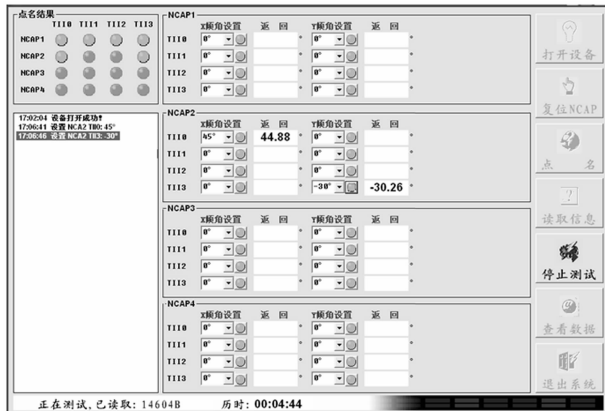 点名结果
TII0 TII1 TII2 TII3
NCAP1
NCAP2
NCAP3
NCAP4
17:02:04 设备打开成功!
17:06:41 设置 NCA2 TII0: 45°
17:06:46 设置 NCA2 TII3: -30°
NCAP1
X倾角设置 返 回 Y倾角设置 返 回
TII0 0° ° 0° °
TII1 0° ° 0° °
TII2 0° ° 0° °
TII3 0° ° 0° °
NCAP2
X倾角设置 返 回 Y倾角设置 返 回
TII0 45° 44.88 ° 0° °
TII1 0° ° 0° °
TII2 0° ° 0° °
TII3 0° ° -30° -30.26 °
NCAP3
X倾角设置 返 回 Y倾角设置 返 回
TII0 0° ° 0° °
TII1 0° ° 0° °
TII2 0° ° 0° °
TII3 0° ° 0° °
NCAP4
X倾角设置 返 回 Y倾角设置 返 回
TII0 0° ° 0° °
TII1 0° ° 0° °
TII2 0° ° 0° °
TII3 0° ° 0° °
打开设备
复位NCAP
点 名
读取信息
停止测试
查看数据
退出系统
正在测试,已读取: 14604B 历时: 00:04:44